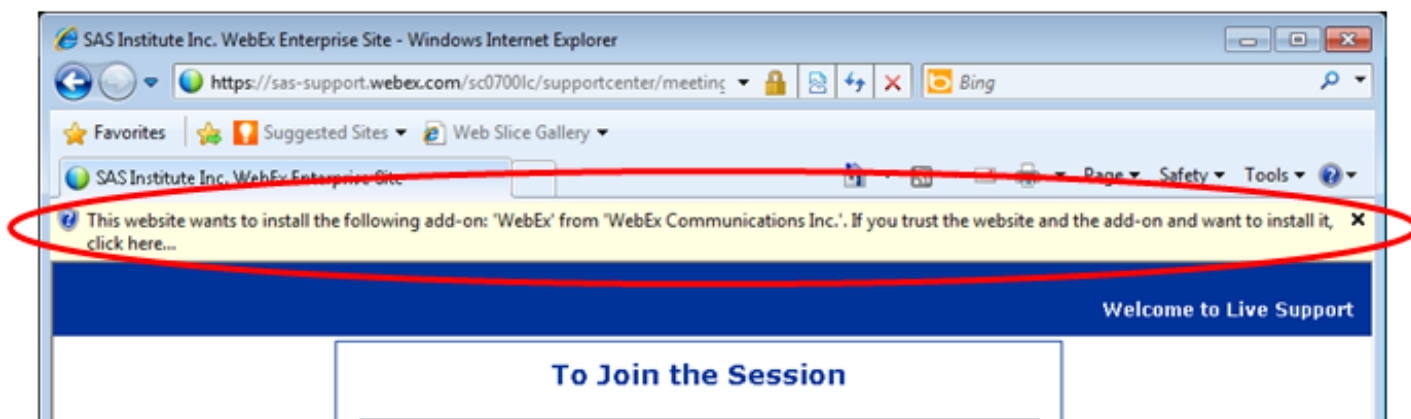 SAS Institute Inc. WebEx Enterprise Site - Windows Internet Explorer
https://sas-support.webex.com/sc0700lc/supportcenter/meeting
Bing
Favorites Suggested Sites Web Slice Gallery
SAS Institute Inc. WebEx Enterprise Site Page Safety Tools
This website wants to install the following add-on: 'WebEx' from 'WebEx Communications Inc.'. If you trust the website and the add-on and want to install it,
click here...
Welcome to Live Support
To Join the Session